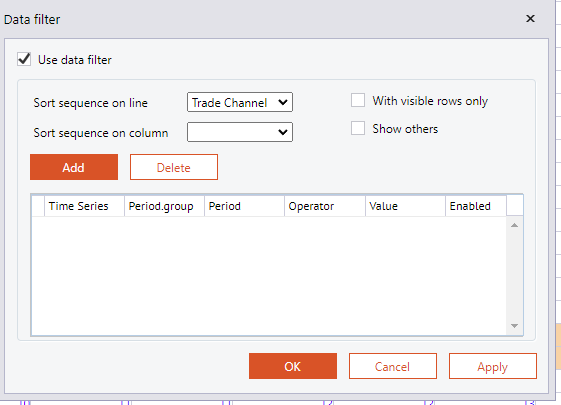 Data filter
Use data filter
Sort sequence on line Trade Channel With visible rows only
Sort sequence on column Show others
Add Delete
Time Series Period.group Period Operator Value Enabled
OK Cancel Apply